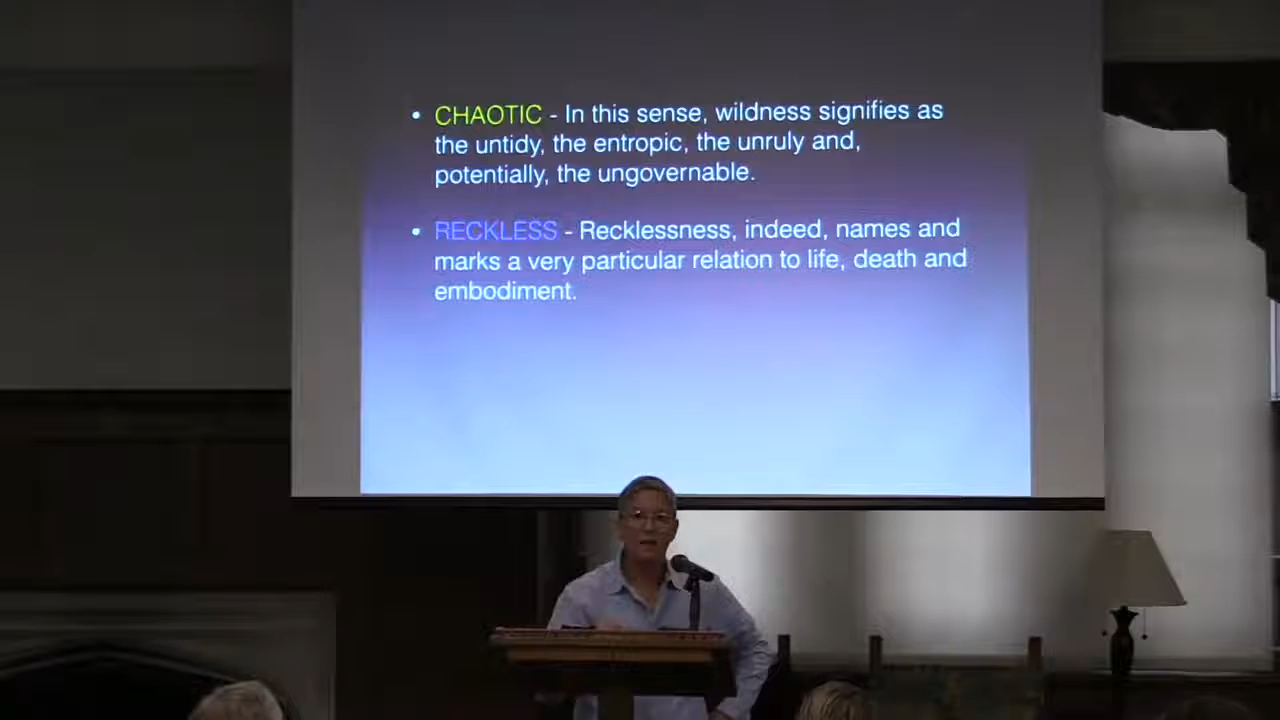 • CHAOTIC - In this sense, wildness signifies as
the untidy, the entropic, the unruly and,
potentially, the ungovernable.
• RECKLESS - Recklessness, indeed, names and
marks a very particular relation to life, death and
embodiment.